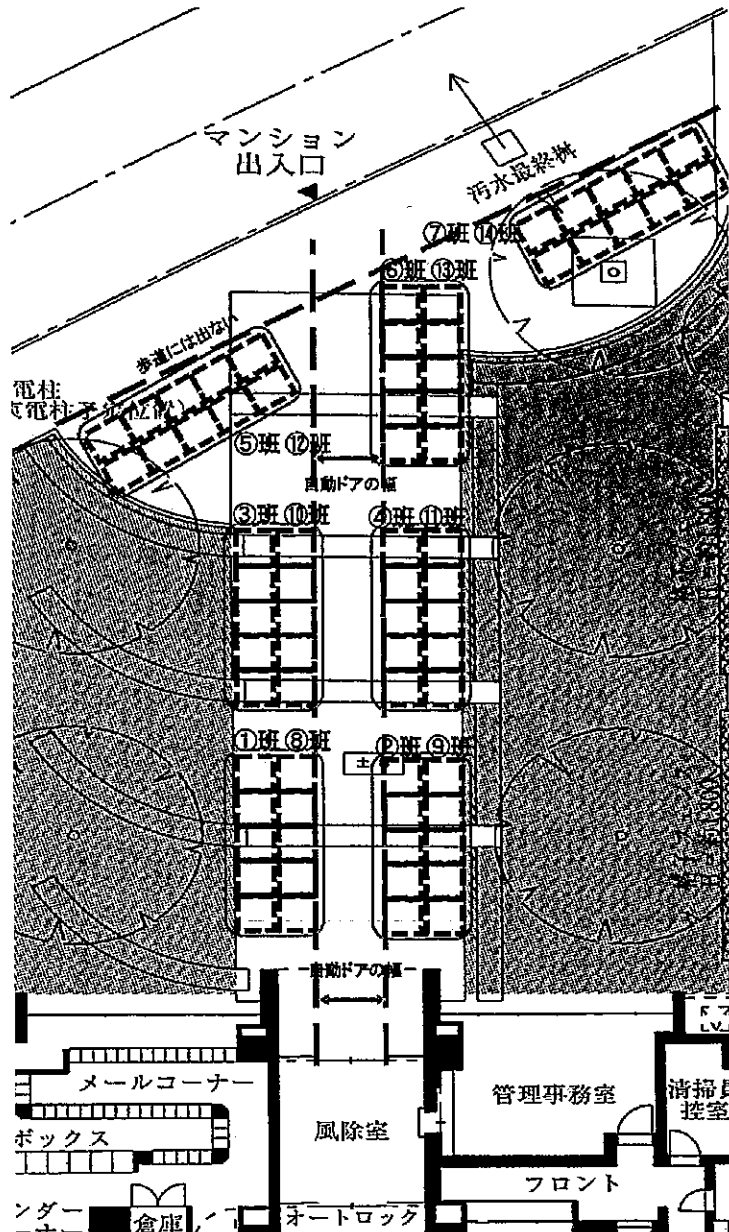 マンション
出入口
汚水最終桝
⑦班 ⑭班
⑥班 ⑬班
歩道には出ない
電柱
⑤班 ⑫班
自動ドアの幅
③班 ⑩班
④班 ⑪班
①班 ⑧班
②班 ⑨班
±
自動ドアの幅
メールコーナー
管理事務室
清掃員
控室
ボックス
風除室
フロント
倉庫
オートロック